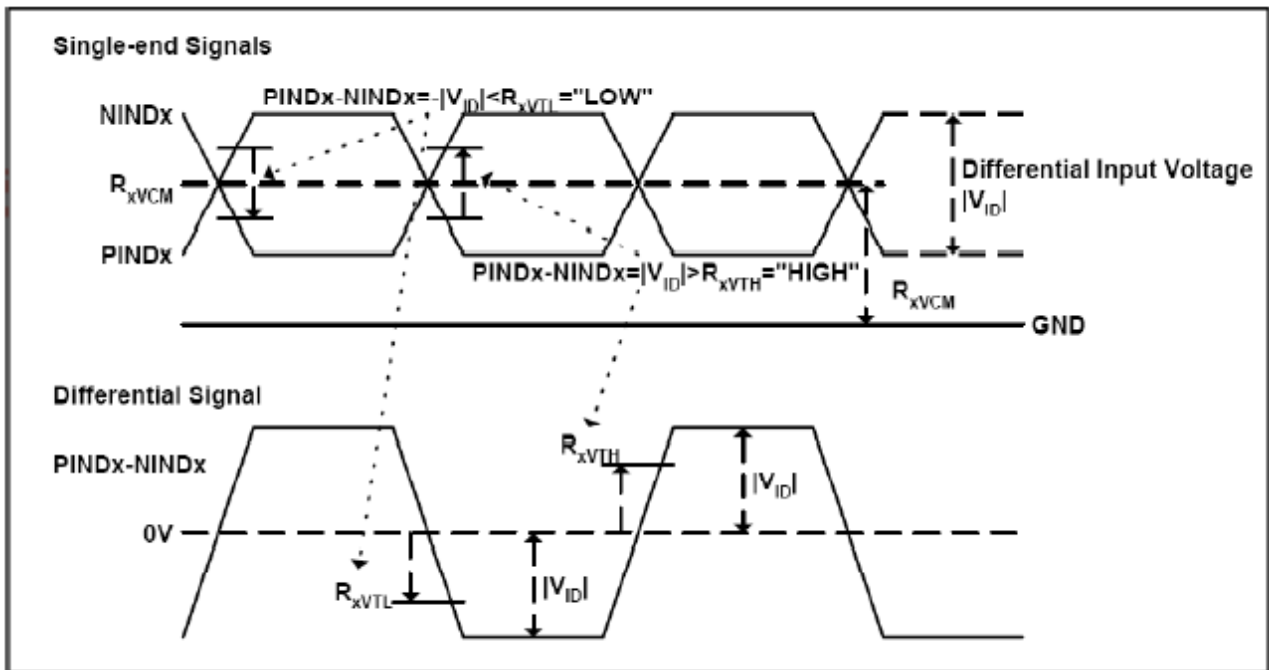 Single-end Signals
PINDx-NINDx=-|VID|<RxVTL="LOW"
NINDx
Differential Input Voltage
|VID|
RxVCM
PINDx
PINDx-NINDx=|VID|>RxVTH="HIGH"
RxVCM
GND
Differential Signal
RxVTH
PINDx-NINDx
|VID|
0V
|VID|
RxVTL